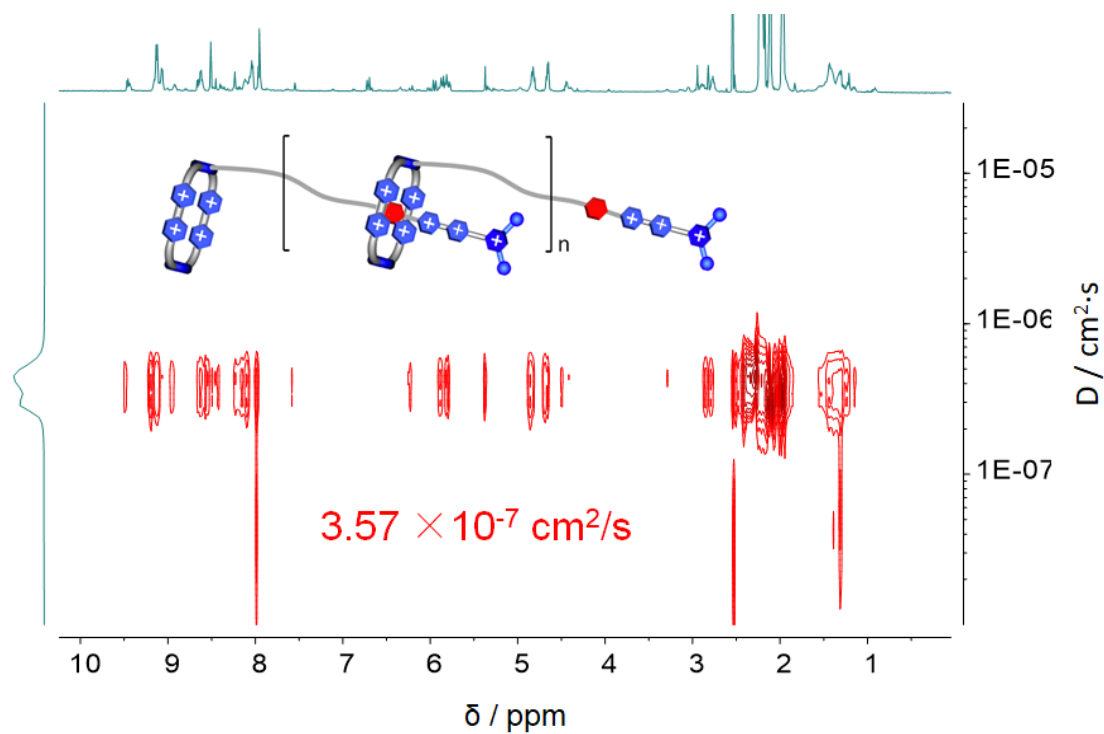 + + + +
+ + + + + + +
n
+ + +
1E-05
1E-06
1E-07
D / cm²·s
3.57 ×10⁻⁷ cm²/s
10 9 8 7 6 5 4 3 2 1
δ / ppm